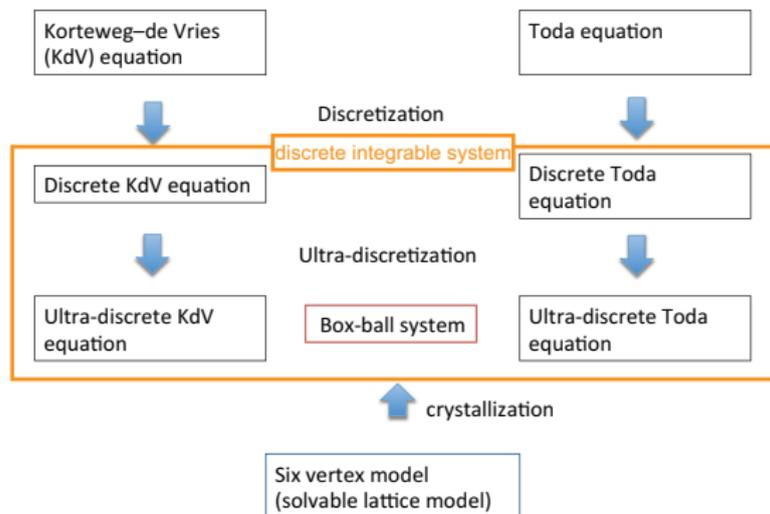 Korteweg–de Vries
(KdV) equation
Toda equation
Discretization
discrete integrable system
Discrete KdV equation
Discrete Toda
equation
Ultra-discretization
Ultra-discrete KdV
equation
Box-ball system
Ultra-discrete Toda
equation
crystallization
Six vertex model
(solvable lattice model)